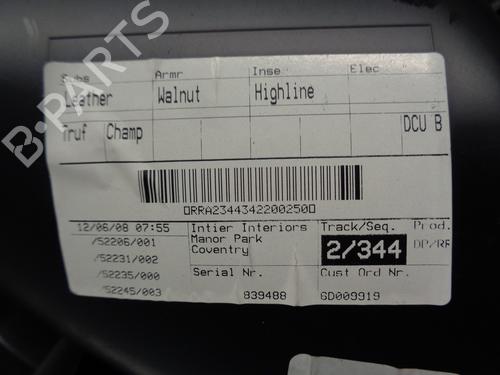 Subs Armr Inse Elec
Leather Walnut Highline
Truf Champ DCU B
RRA2344342200250
12/06/08 07:55 Intier Interiors Track/Seq. Prod.
/52206/001 Manor Park 2/344 DP/RR
/52231/002 Coventry
/52235/000 Serial Nr. Cust Ord Nr.
/52245/003 839488 GD009919
B-PARTS